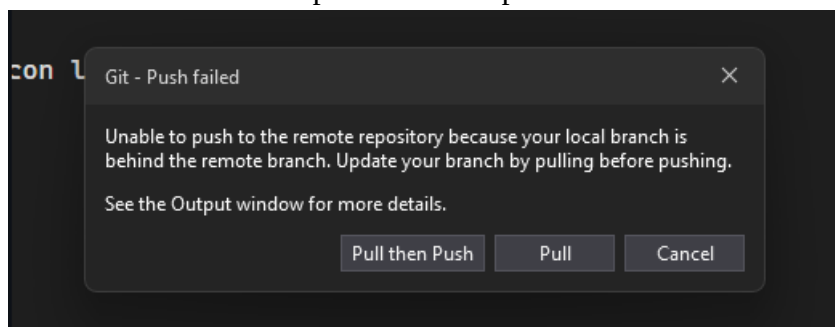 con l
Git - Push failed
Unable to push to the remote repository because your local branch is
behind the remote branch. Update your branch by pulling before pushing.
See the Output window for more details.
Pull then Push
Pull
Cancel